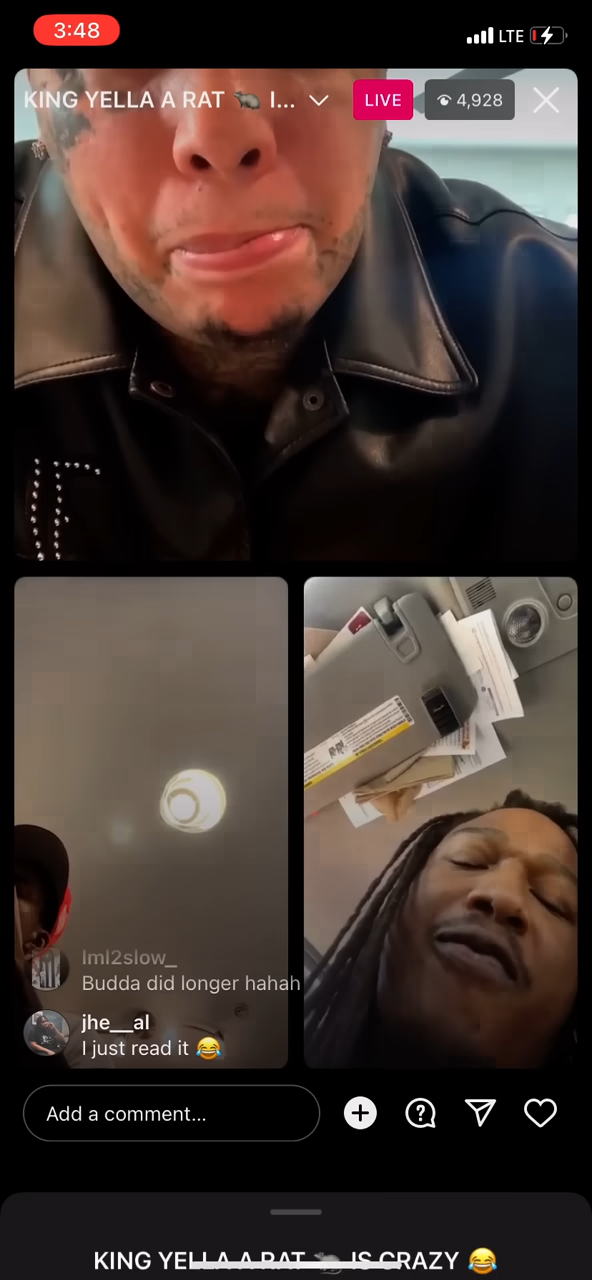 3:48
LTE
KING YELLA A RAT 🐀 I...
LIVE
4,928
lml2slow_
Budda did longer hahah
jhe__al
I just read it 😂
Add a comment...
KING YELLA A RAT 🐀 IS CRAZY 😂